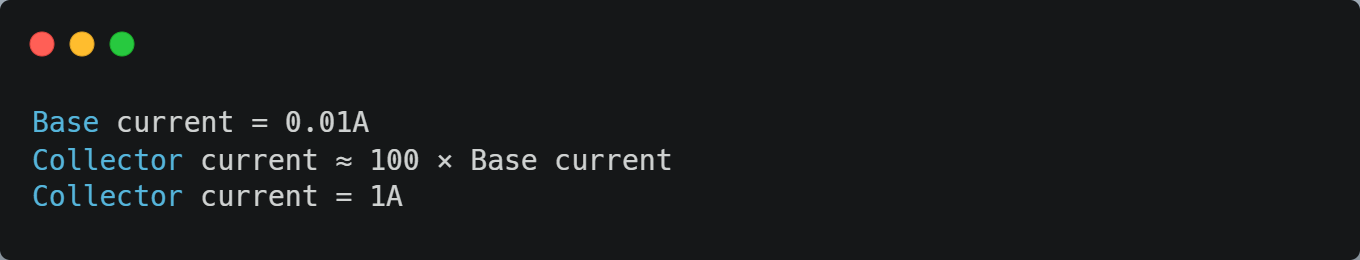 Base current = 0.01A
Collector current ≈ 100 × Base current
Collector current = 1A